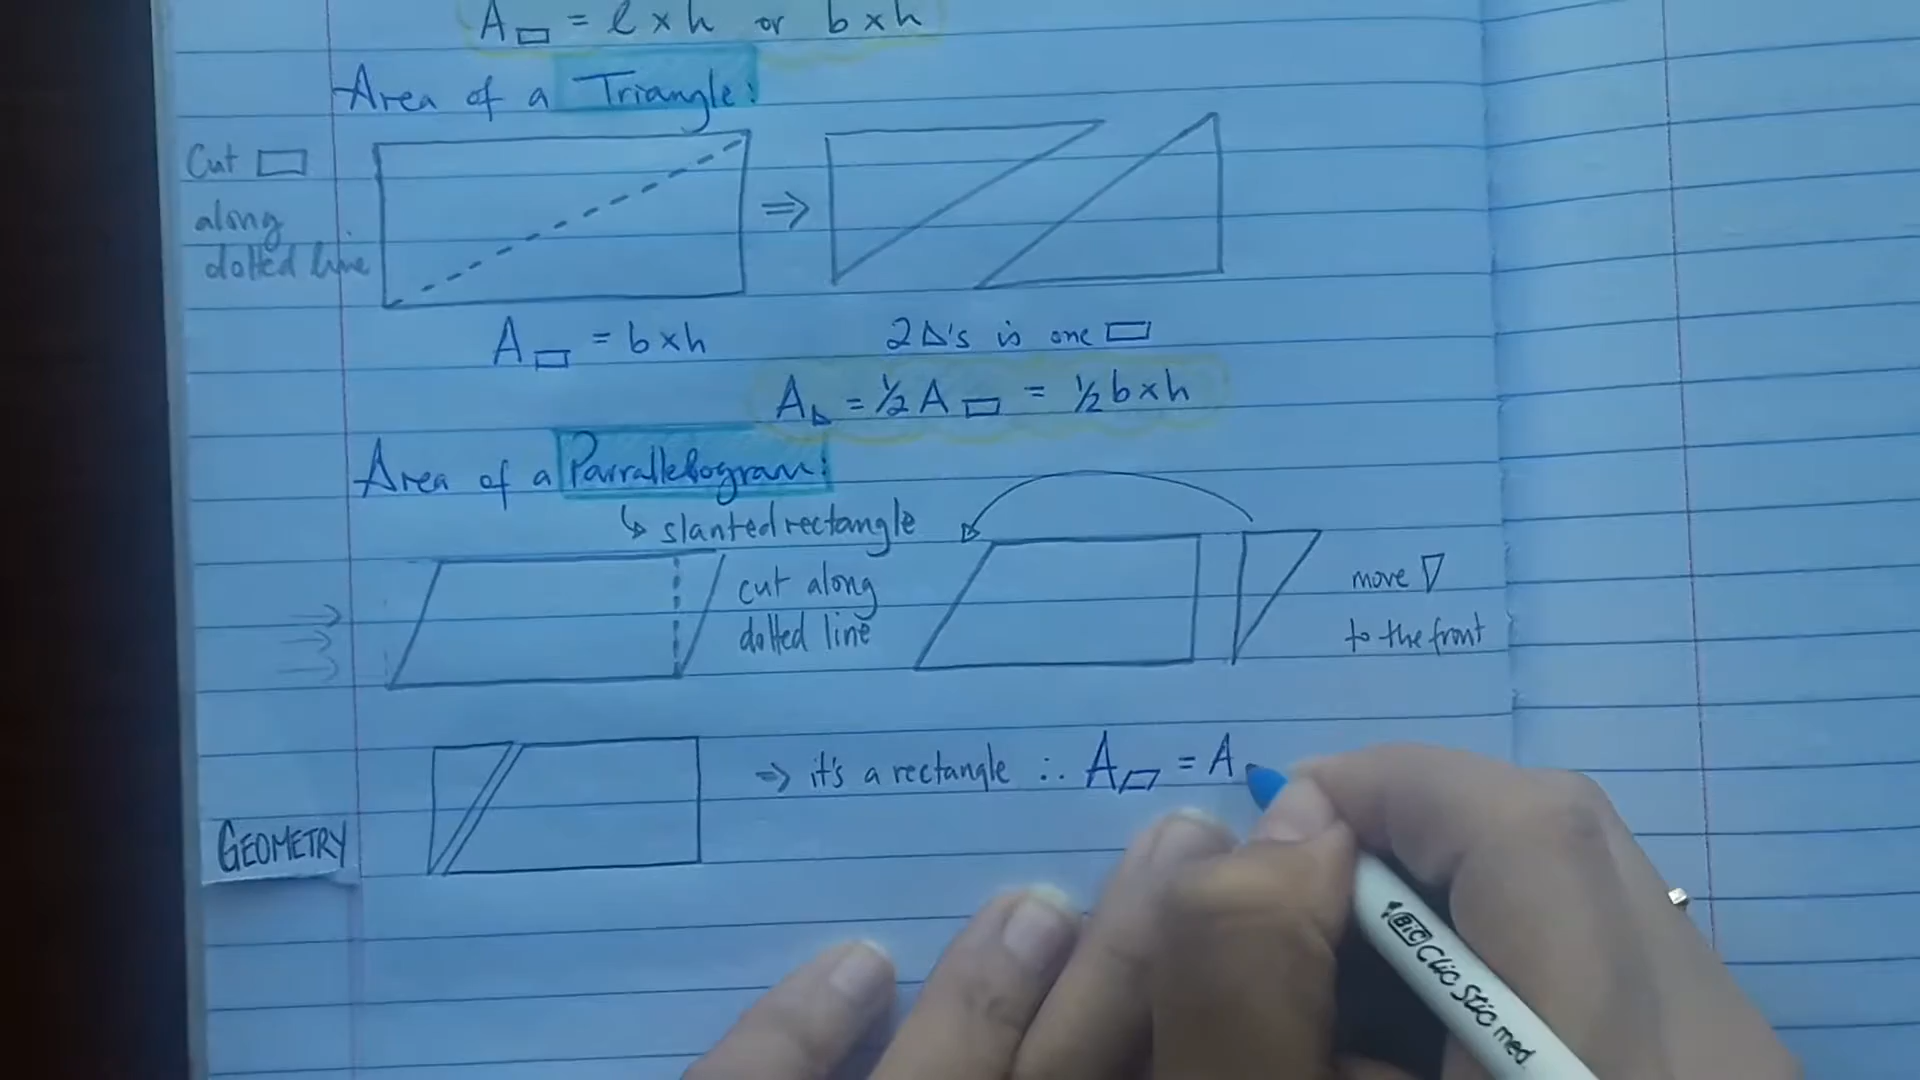 A▭ = l × h or b × h
Area of a Triangle:
Cut ▭
along
dotted line
⇒
A▭ = b×h
2△'s is one ▭
A◺ = ½ A▭ = ½ b×h
Area of a Parrallelogram:
↳ slanted rectangle
cut along
dotted line
move ▽
to the front
⇒ it's a rectangle ∴ A▱ = A
GEOMETRY
BIC Clic Stic med